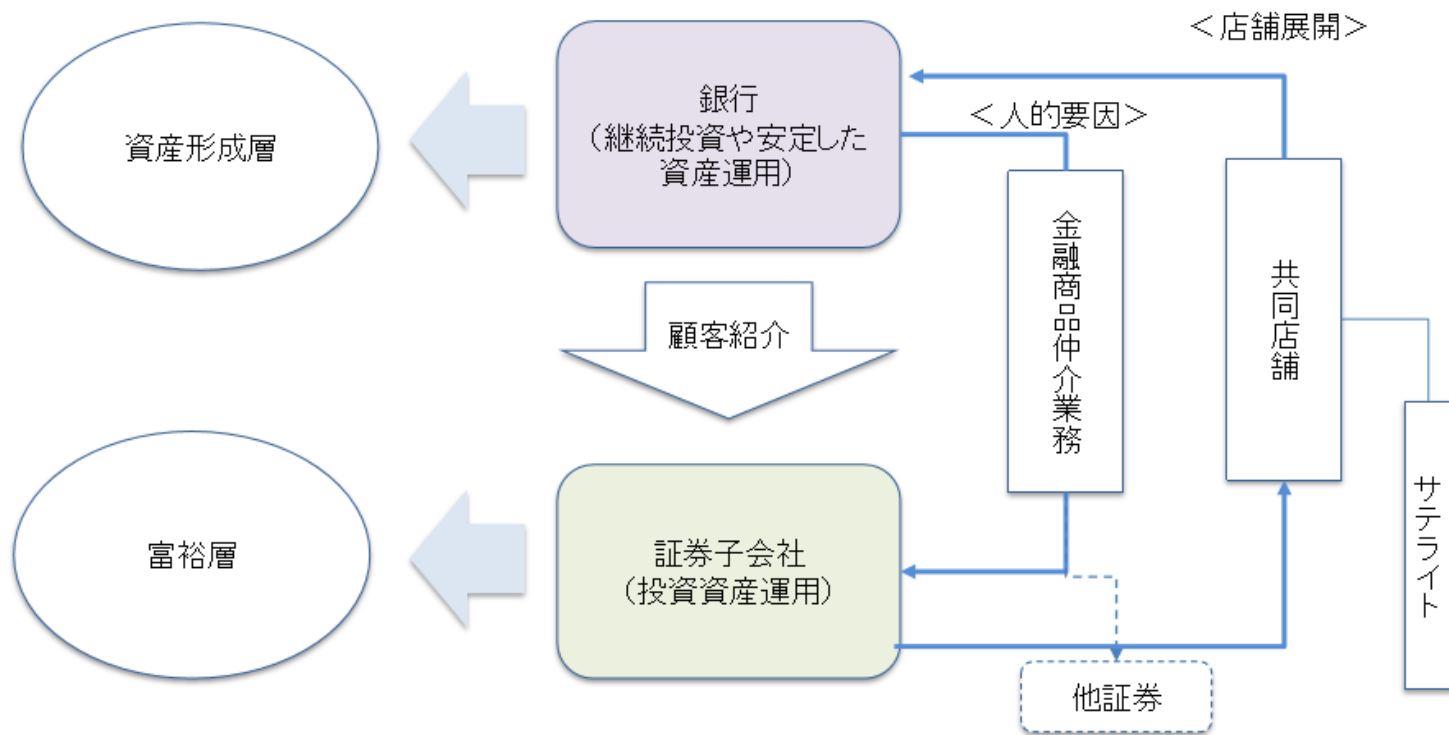 ＜店舗展開＞
銀行
（継続投資や安定した
資産運用）
＜人的要因＞
資産形成層
金融商品仲介業務
共同店舗
顧客紹介
サテライト
証券子会社
（投資資産運用）
富裕層
他証券